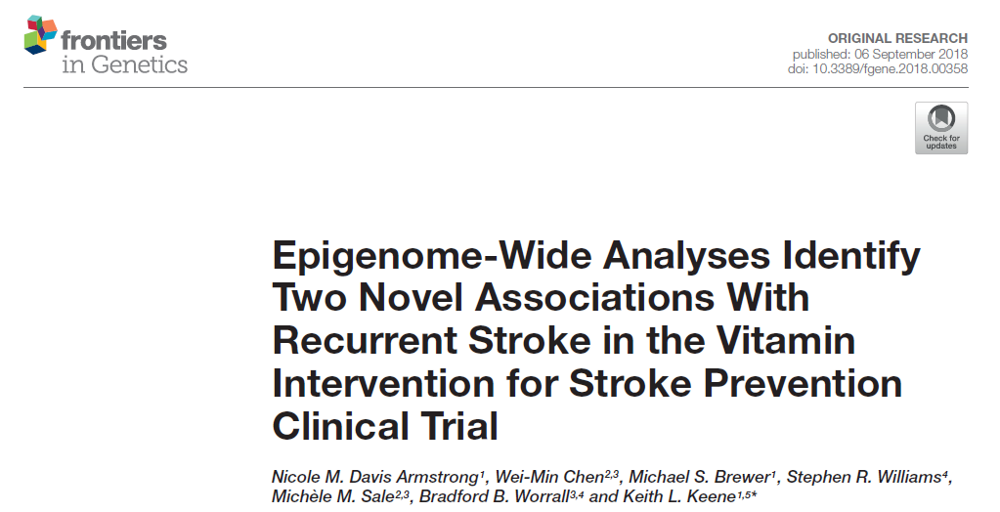 frontiers
in Genetics
ORIGINAL RESEARCH
published: 06 September 2018
doi: 10.3389/fgene.2018.00358
Check for
updates
Epigenome-Wide Analyses Identify
Two Novel Associations With
Recurrent Stroke in the Vitamin
Intervention for Stroke Prevention
Clinical Trial
Nicole M. Davis Armstrong¹, Wei-Min Chen²,³, Michael S. Brewer¹, Stephen R. Williams⁴,
Michèle M. Sale²,³, Bradford B. Worrall³,⁴ and Keith L. Keene¹,⁵*